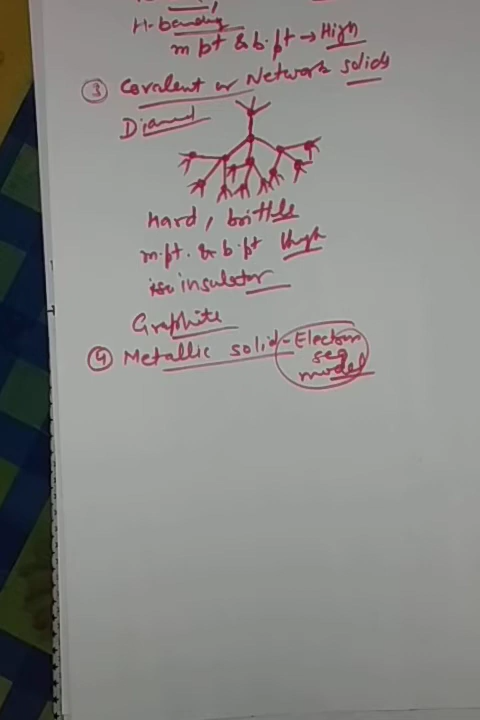 H-bonding
m pt & b.pt → High
③ Covalent or Network solids
Diamond
hard, brittle
m.pt. & b.pt high
insulator
Graphite
④ Metallic solid - Electron
sea
model